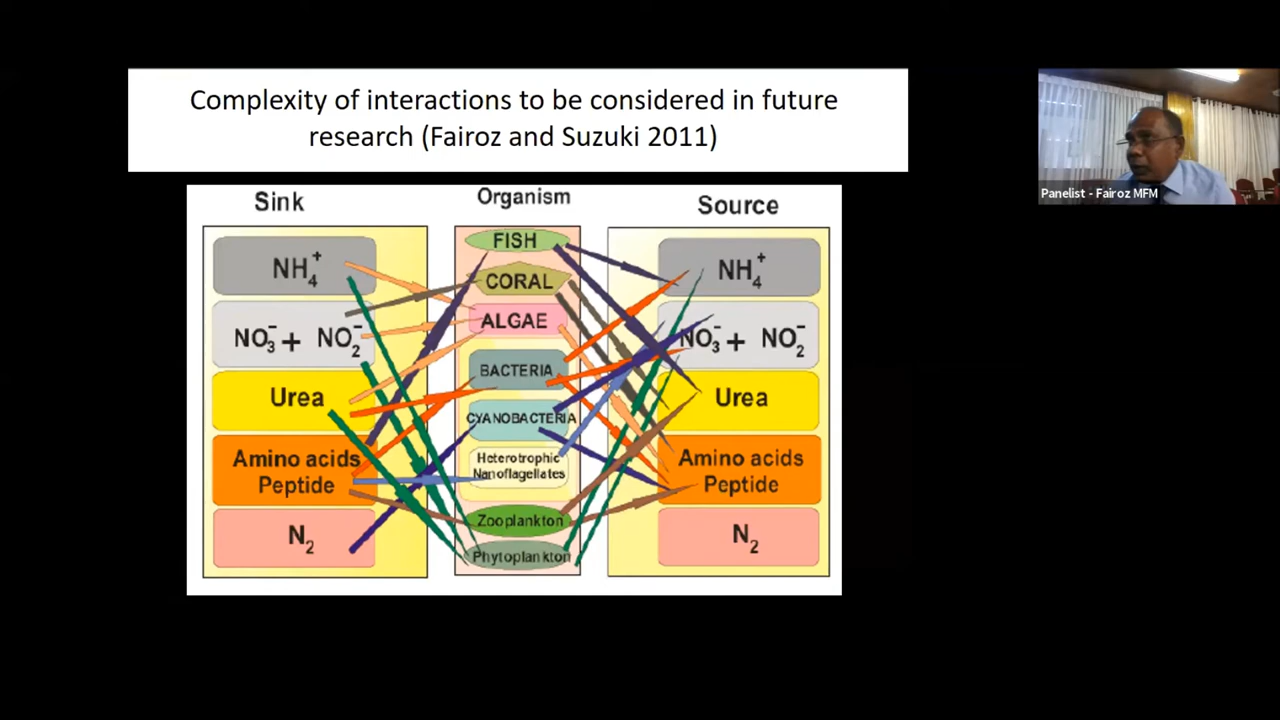 Complexity of interactions to be considered in future
research (Fairoz and Suzuki 2011)
Panelist - Fairoz MFM
Sink
Organism
Source
NH4+
NO3- + NO2-
Urea
Amino acids
Peptide
N2
FISH
CORAL
ALGAE
BACTERIA
CYANOBACTERIA
Heterotrophic
Nanoflagellates
Zooplankton
Phytoplankton
NH4+
NO3- + NO2-
Urea
Amino acids
Peptide
N2